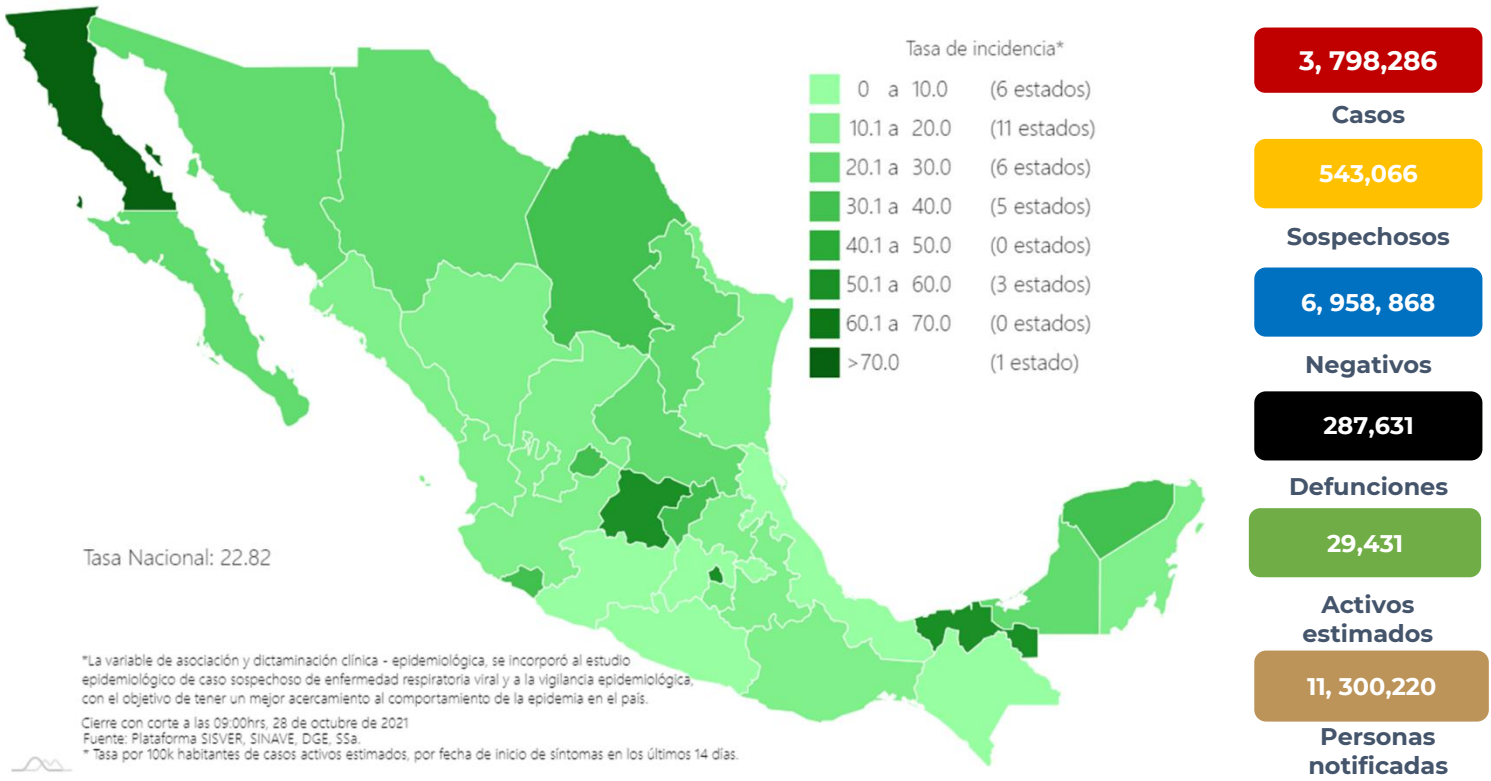 Tasa de incidencia*
0 a 10.0 (6 estados)
10.1 a 20.0 (11 estados)
20.1 a 30.0 (6 estados)
30.1 a 40.0 (5 estados)
40.1 a 50.0 (0 estados)
50.1 a 60.0 (3 estados)
60.1 a 70.0 (0 estados)
>70.0 (1 estado)
Tasa Nacional: 22.82
*La variable de asociación y dictaminación clínica - epidemiológica, se incorporó al estudio
epidemiológico de caso sospechoso de enfermedad respiratoria viral y a la vigilancia epidemiológica,
con el objetivo de tener un mejor acercamiento al comportamiento de la epidemia en el país.
Cierre con corte a las 09:00hrs, 28 de octubre de 2021
Fuente: Plataforma SISVER, SINAVE, DGE, SSa.
* Tasa por 100k habitantes de casos activos estimados, por fecha de inicio de síntomas en los últimos 14 días.
3, 798,286
Casos
543,066
Sospechosos
6, 958, 868
Negativos
287,631
Defunciones
29,431
Activos
estimados
11, 300,220
Personas
notificadas